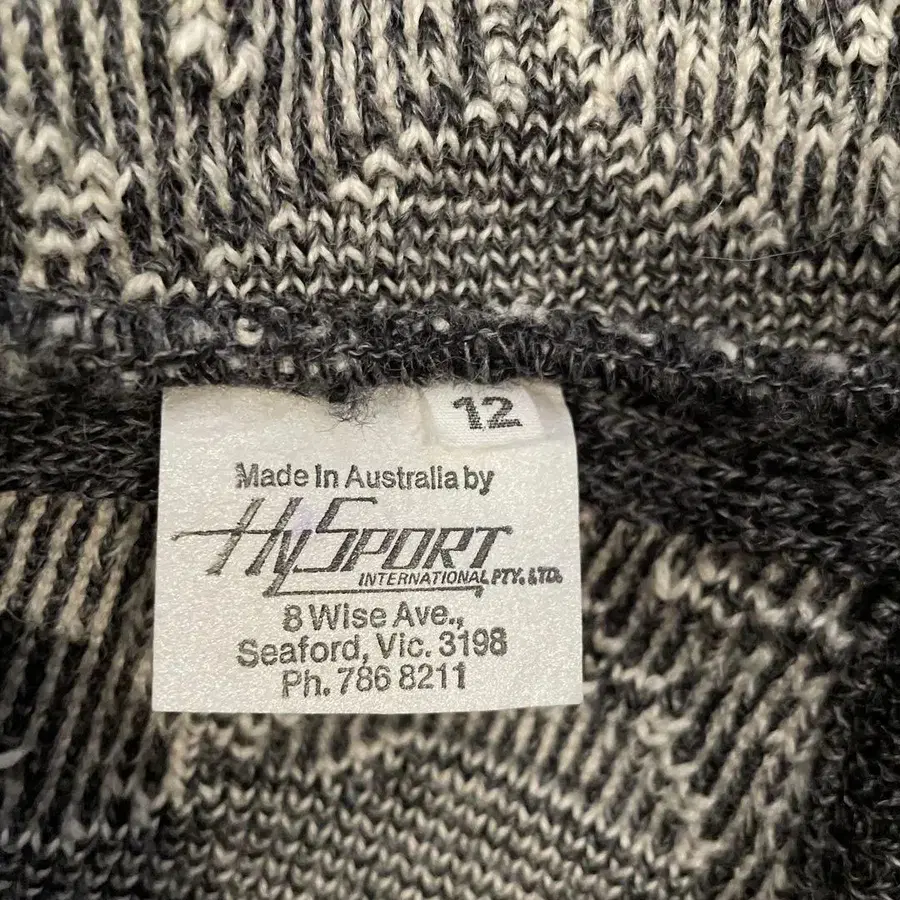 12
Made In Australia by
HySPORT
INTERNATIONAL PTY. LTD.
8 Wise Ave.,
Seaford, Vic. 3198
Ph. 786 8211